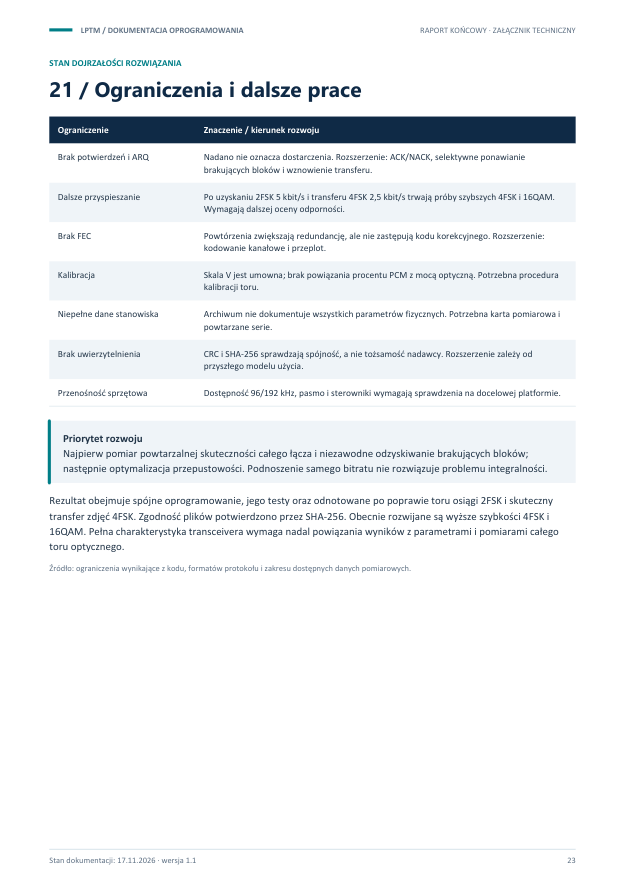 LPTM / DOKUMENTACJA OPROGRAMOWANIA
RAPORT KOŃCOWY · ZAŁĄCZNIK TECHNICZNY
STAN DOJRZAŁOŚCI ROZWIĄZANIA
21 / Ograniczenia i dalsze prace
Ograniczenie
Znaczenie / kierunek rozwoju
Brak potwierdzeń i ARQ
Nadano nie oznacza dostarczenia. Rozszerzenie: ACK/NACK, selektywne ponawianie
brakujących bloków i wznowienie transferu.
Dalsze przyspieszanie
Po uzyskaniu 2FSK 5 kbit/s i transferu 4FSK 2,5 kbit/s trwają próby szybszych 4FSK i 16QAM.
Wymagają dalszej oceny odporności.
Brak FEC
Powtórzenia zwiększają redundancję, ale nie zastępują kodu korekcyjnego. Rozszerzenie:
kodowanie kanałowe i przeplot.
Kalibracja
Skala V jest umowna; brak powiązania procentu PCM z mocą optyczną. Potrzebna procedura
kalibracji toru.
Niepełne dane stanowiska
Archiwum nie dokumentuje wszystkich parametrów fizycznych. Potrzebna karta pomiarowa i
powtarzane serie.
Brak uwierzytelnienia
CRC i SHA-256 sprawdzają spójność, a nie tożsamość nadawcy. Rozszerzenie zależy od
przyszłego modelu użycia.
Przenośność sprzętowa
Dostępność 96/192 kHz, pasmo i sterowniki wymagają sprawdzenia na docelowej platformie.
Priorytet rozwoju
Najpierw pomiar powtarzalnej skuteczności całego łącza i niezawodne odzyskiwanie brakujących bloków;
następnie optymalizacja przepustowości. Podnoszenie samego bitratu nie rozwiązuje problemu integralności.
Rezultat obejmuje spójne oprogramowanie, jego testy oraz odnotowane po poprawie toru osiągi 2FSK i skuteczny
transfer zdjęć 4FSK. Zgodność plików potwierdzono przez SHA-256. Obecnie rozwijane są wyższe szybkości 4FSK i
16QAM. Pełna charakterystyka transceivera wymaga nadal powiązania wyników z parametrami i pomiarami całego
toru optycznego.
Źródło: ograniczenia wynikające z kodu, formatów protokołu i zakresu dostępnych danych pomiarowych.
Stan dokumentacji: 17.11.2026 · wersja 1.1
23